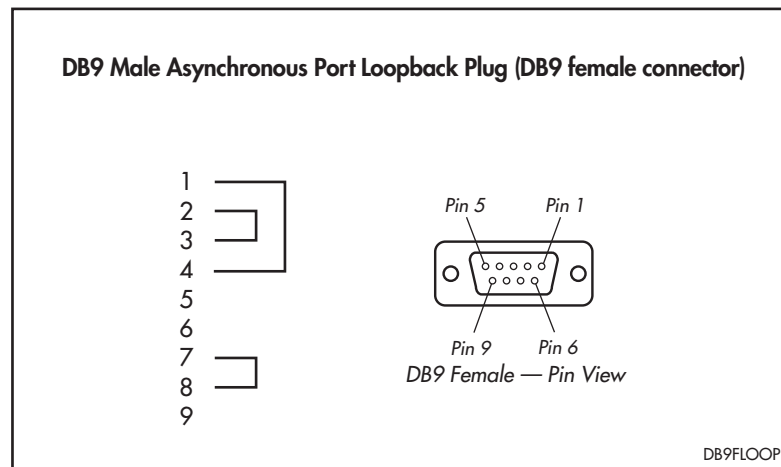 DB9 Male Asynchronous Port Loopback Plug (DB9 female connector)
1
2
3
4
5
6
7
8
9
Pin 5 Pin 1
Pin 9 Pin 6
DB9 Female — Pin View
DB9FLOOP